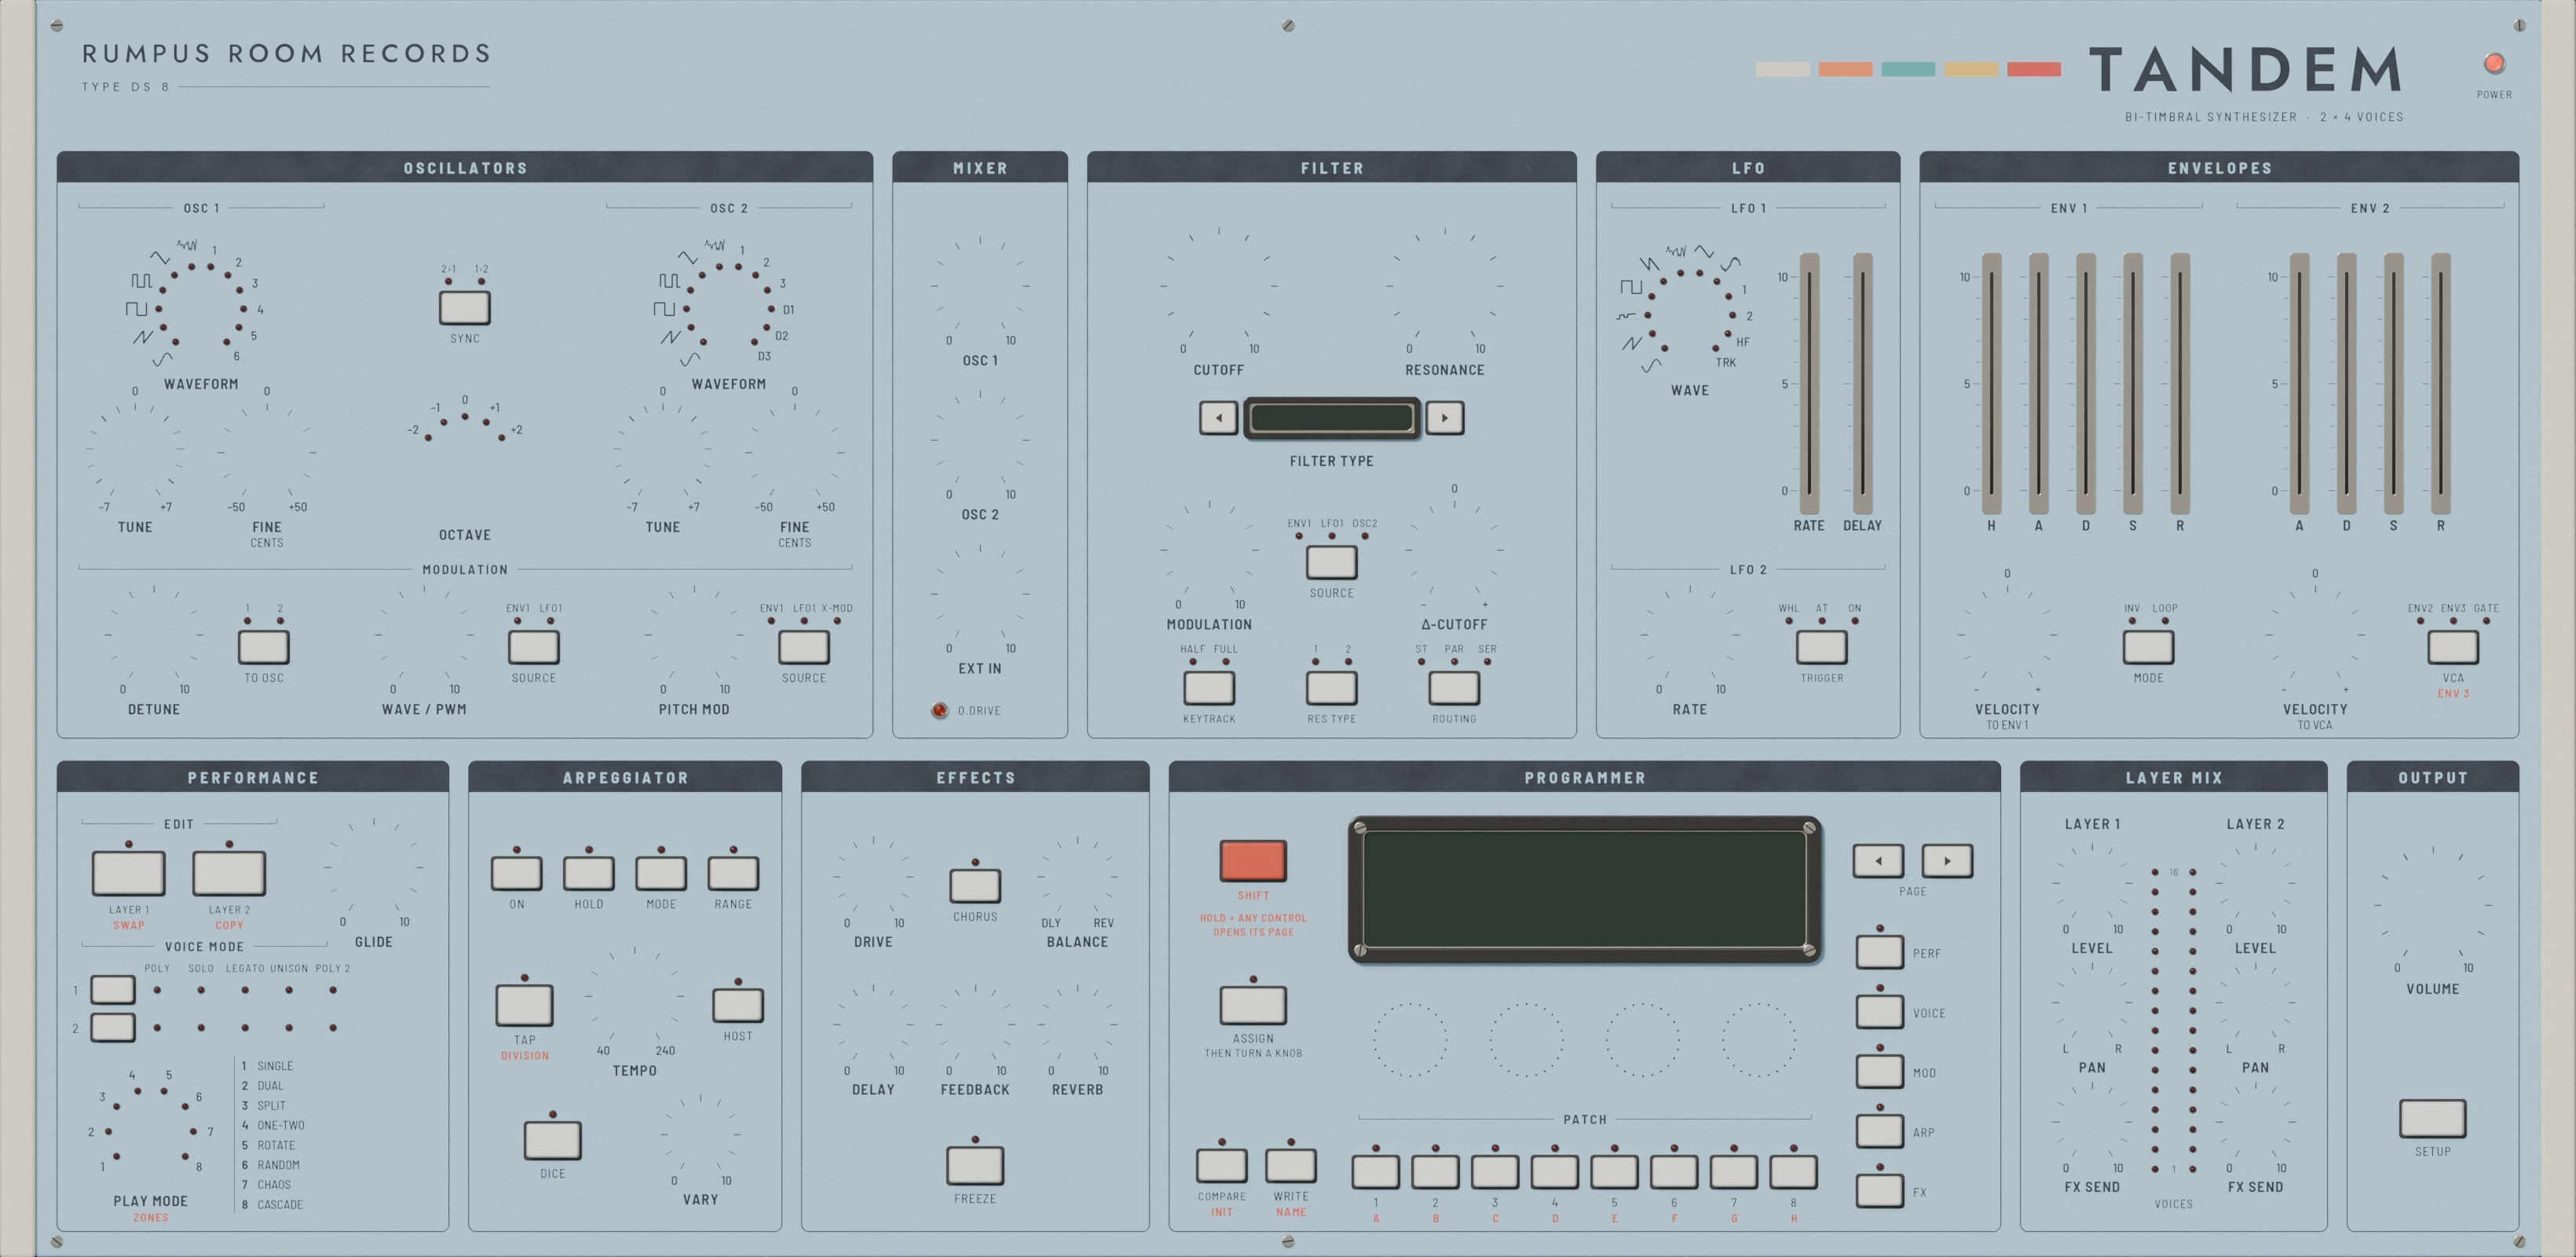 RUMPUS ROOM RECORDS
TYPE DS 8
TANDEM
BI-TIMBRAL SYNTHESIZER · 2 × 4 VOICES
POWER
OSCILLATORS
OSC 1
OSC 2
1
2
3
4
5
6
WAVEFORM
2›1 1›2
SYNC
1
2
3
D1
D2
D3
WAVEFORM
0
-7 +7
TUNE
0
-50 +50
FINE
CENTS
-2 -1 0 +1 +2
OCTAVE
0
-7 +7
TUNE
0
-50 +50
FINE
CENTS
MODULATION
0 10
DETUNE
1 2
TO OSC
0 10
WAVE / PWM
ENV1 LFO1
SOURCE
0 10
PITCH MOD
ENV1 LFO1 X-MOD
SOURCE
MIXER
0 10
OSC 1
0 10
OSC 2
0 10
EXT IN
O.DRIVE
FILTER
0 10
CUTOFF
0 10
RESONANCE
◀ ▶
FILTER TYPE
0 10
MODULATION
ENV1 LFO1 OSC2
SOURCE
0
- +
Δ-CUTOFF
HALF FULL
KEYTRACK
1 2
RES TYPE
ST PAR SER
ROUTING
LFO
LFO 1
1
2
HF
TRK
WAVE
10
5
0
RATE DELAY
LFO 2
0 10
RATE
WHL AT ON
TRIGGER
ENVELOPES
ENV 1
10
5
0
H A D S R
ENV 2
10
5
0
A D S R
0
- +
VELOCITY
TO ENV 1
INV LOOP
MODE
0
- +
VELOCITY
TO VCA
ENV2 ENV3 GATE
VCA
ENV 3
PERFORMANCE
EDIT
LAYER 1
SWAP
LAYER 2
COPY
0 10
GLIDE
VOICE MODE
POLY SOLO LEGATO UNISON POLY 2
1
2
1 2 3 4 5 6 7 8
PLAY MODE
ZONES
1 SINGLE
2 DUAL
3 SPLIT
4 ONE-TWO
5 ROTATE
6 RANDOM
7 CHAOS
8 CASCADE
ARPEGGIATOR
ON HOLD MODE RANGE
TAP
DIVISION
40 240
TEMPO
HOST
DICE
0 10
VARY
EFFECTS
0 10
DRIVE
CHORUS
DLY REV
BALANCE
0 10
DELAY
0 10
FEEDBACK
0 10
REVERB
FREEZE
PROGRAMMER
SHIFT
HOLD + ANY CONTROL
OPENS ITS PAGE
ASSIGN
THEN TURN A KNOB
COMPARE
INIT
WRITE
NAME
◀ ▶
PAGE
PERF
VOICE
MOD
ARP
FX
PATCH
1 2 3 4 5 6 7 8
A B C D E F G H
LAYER MIX
LAYER 1
LAYER 2
0 10
LEVEL
0 10
LEVEL
L R
PAN
L R
PAN
0 10
FX SEND
0 10
FX SEND
16
1
VOICES
OUTPUT
0 10
VOLUME
SETUP